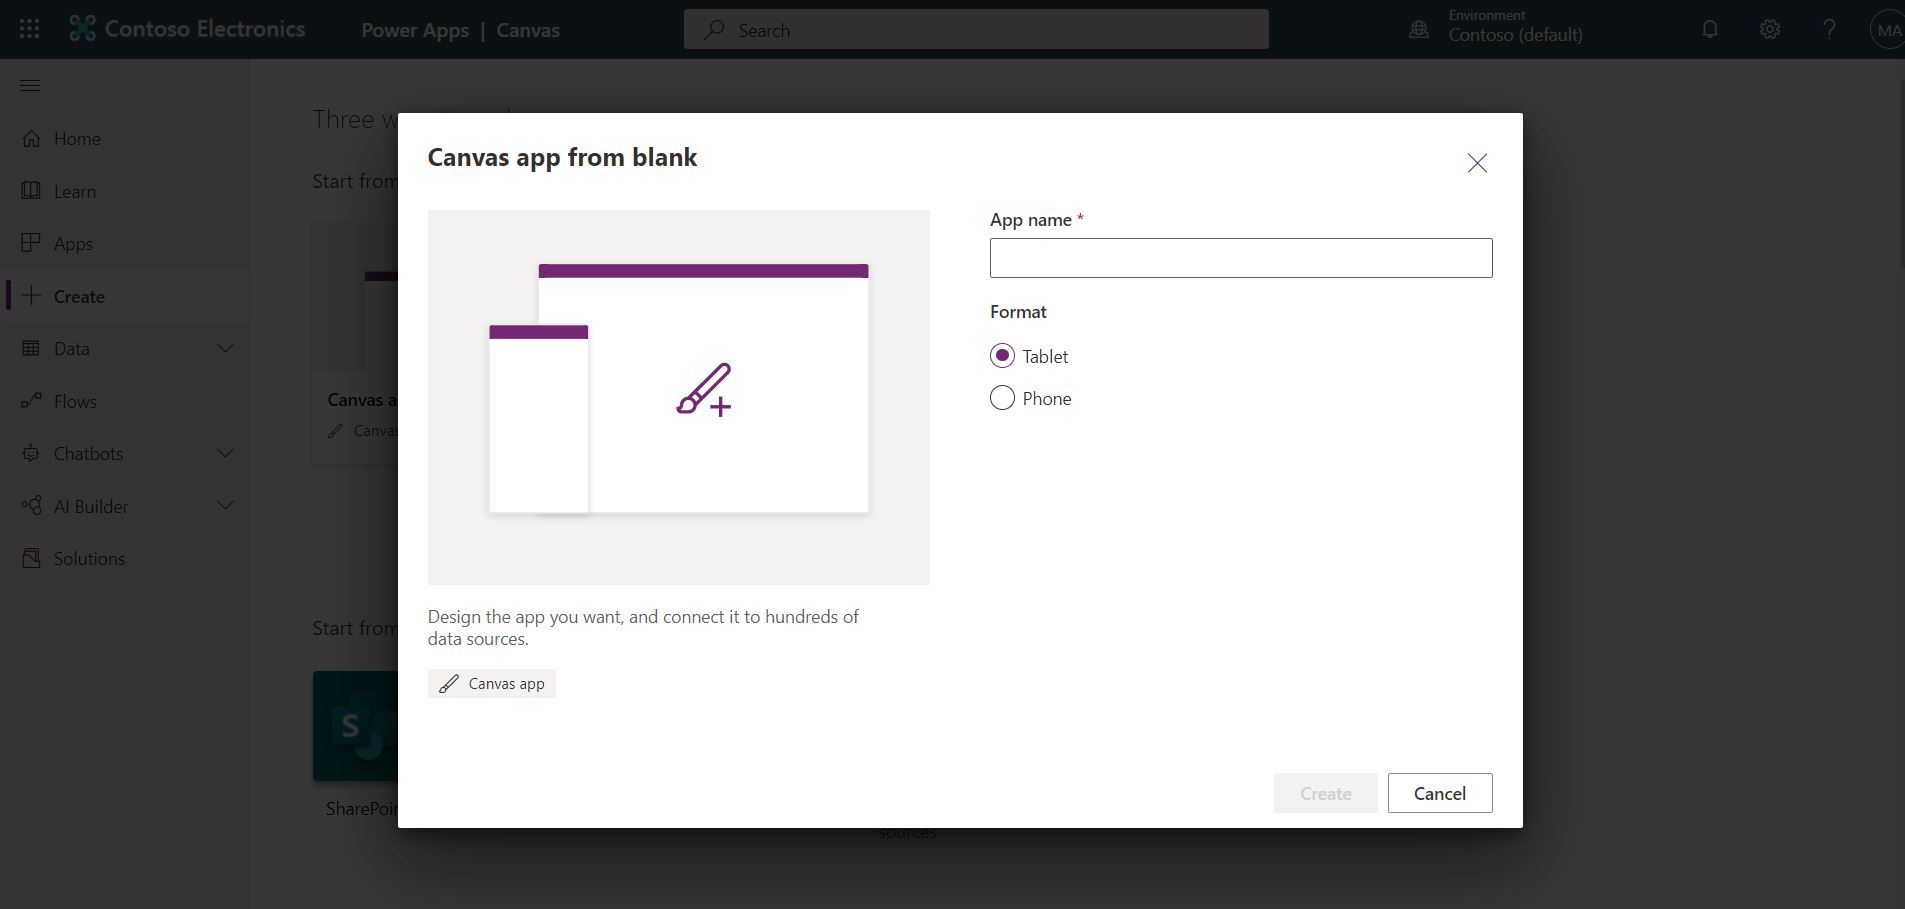 Contoso Electronics
Power Apps | Canvas
Search
Environment
Contoso (default)
MA
Home
Learn
Apps
Create
Data
Flows
Chatbots
AI Builder
Solutions
Three
Start from
Canvas
Canvas
Start from
S
Canvas app from blank
App name *
Format
Tablet
Phone
Design the app you want, and connect it to hundreds of
data sources.
Canvas app
Create
Cancel
sources